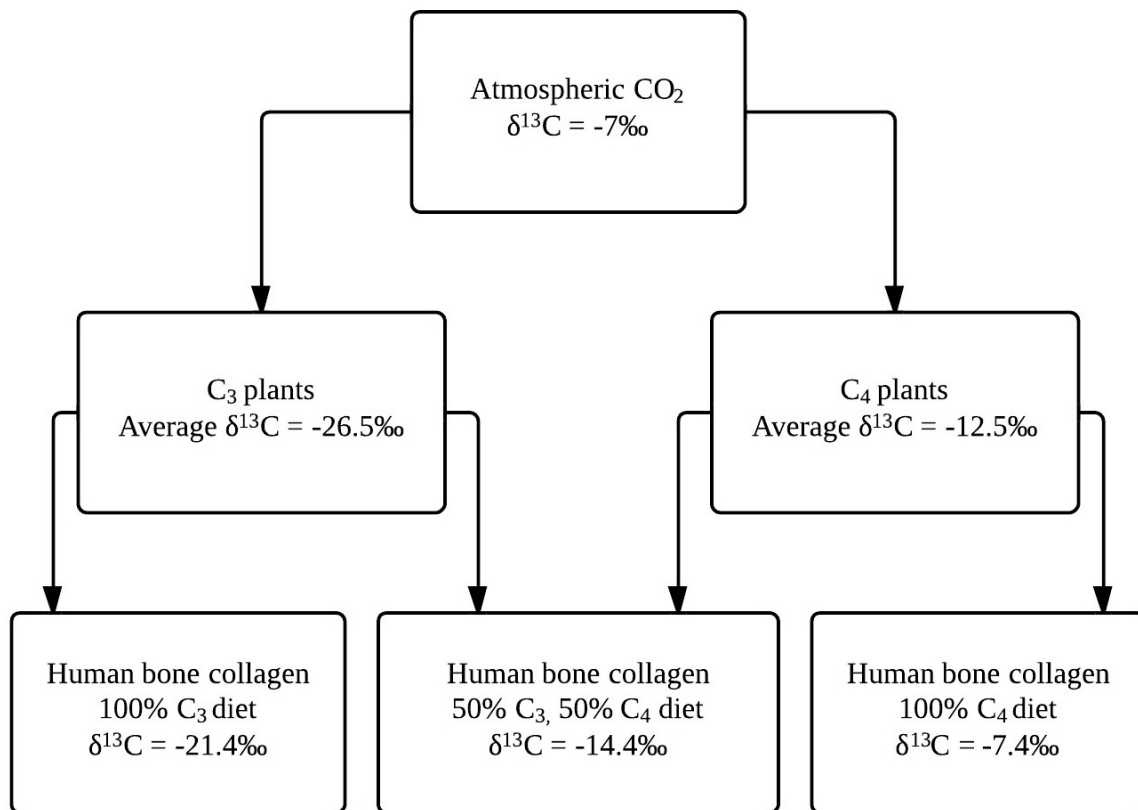 Atmospheric CO₂
δ¹³C = -7‰
C₃ plants
Average δ¹³C = -26.5‰
C₄ plants
Average δ¹³C = -12.5‰
Human bone collagen
100% C₃ diet
δ¹³C = -21.4‰
Human bone collagen
50% C₃, 50% C₄ diet
δ¹³C = -14.4‰
Human bone collagen
100% C₄ diet
δ¹³C = -7.4‰